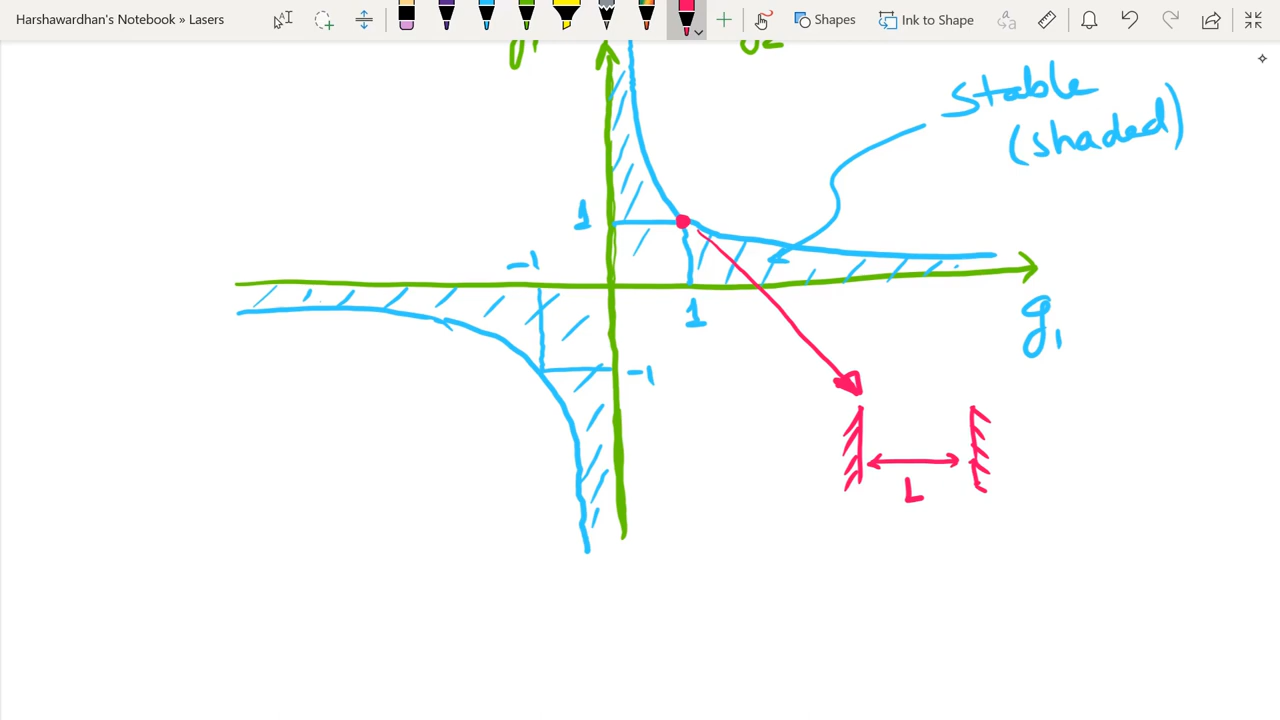 Harshawardhan's Notebook » Lasers
Shapes
Ink to Shape
stable
(shaded)
1
-1
1
g₁
-1
L